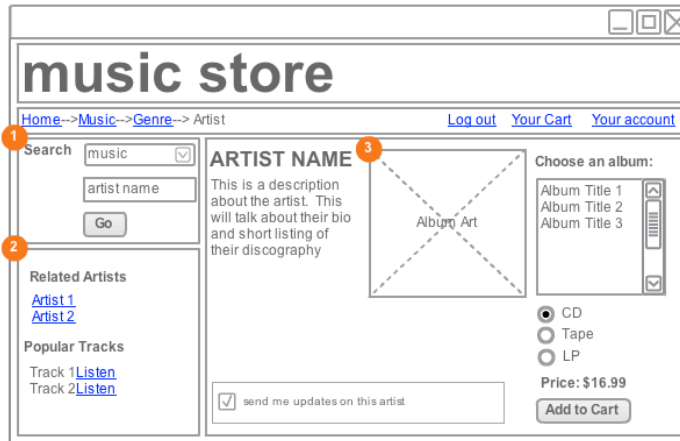 music store
Home-->Music-->Genre--> Artist
Log out Your Cart Your account
1
Search music
artist name
Go
2
Related Artists
Artist 1
Artist 2
Popular Tracks
Track 1Listen
Track 2Listen
ARTIST NAME
This is a description
about the artist. This
will talk about their bio
and short listing of
their discography
3
Album Art
Choose an album:
Album Title 1
Album Title 2
Album Title 3
CD
Tape
LP
Price: $16.99
Add to Cart
send me updates on this artist